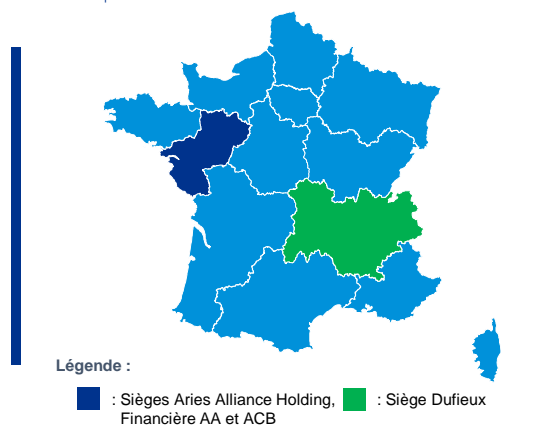 Légende :
: Sièges Aries Alliance Holding,
Financière AA et ACB
: Siège Dufieux